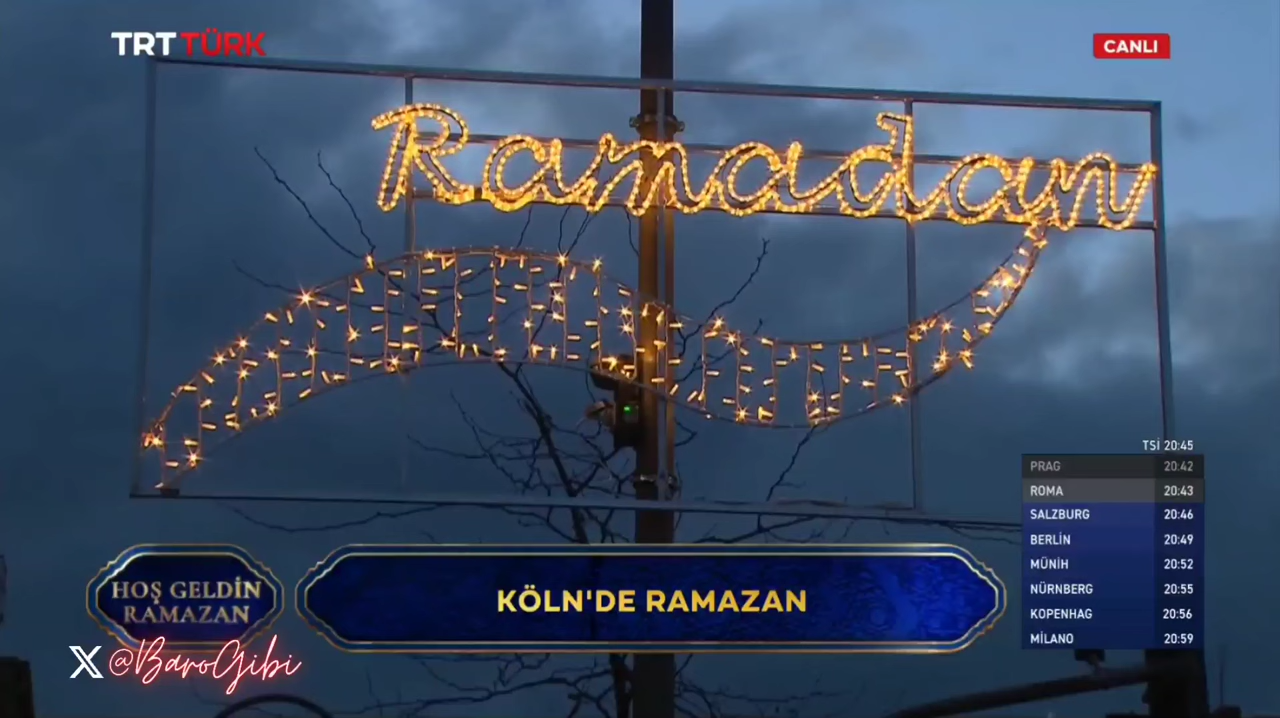 TRT TÜRK
CANLI
Ramadan
TSİ 20:45
PRAG 20:42
ROMA 20:43
SALZBURG 20:46
BERLİN 20:49
MÜNİH 20:52
NÜRNBERG 20:55
KOPENHAG 20:56
MİLANO 20:59
HOŞ GELDİN
RAMAZAN
KÖLN'DE RAMAZAN
X @BaroGibi